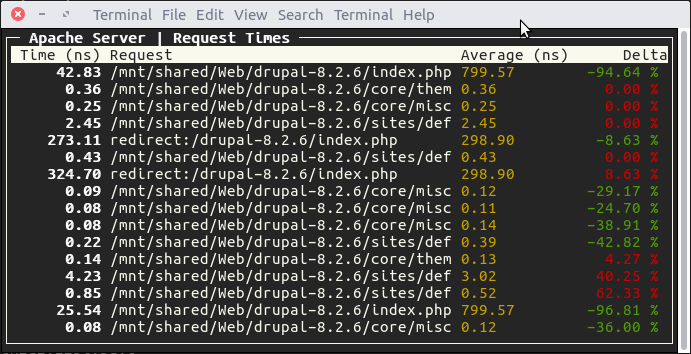 Terminal File Edit View Search Terminal Help
Apache Server | Request Times
Time (ns) Request Average (ns) Delta
42.83 /mnt/shared/Web/drupal-8.2.6/index.php 799.57 -94.64 %
0.36 /mnt/shared/Web/drupal-8.2.6/core/them 0.36 0.00 %
0.25 /mnt/shared/Web/drupal-8.2.6/core/misc 0.25 0.00 %
2.45 /mnt/shared/Web/drupal-8.2.6/sites/def 2.45 0.00 %
273.11 redirect:/drupal-8.2.6/index.php 298.90 -8.63 %
0.43 /mnt/shared/Web/drupal-8.2.6/sites/def 0.43 0.00 %
324.70 redirect:/drupal-8.2.6/index.php 298.90 8.63 %
0.09 /mnt/shared/Web/drupal-8.2.6/core/misc 0.12 -29.17 %
0.08 /mnt/shared/Web/drupal-8.2.6/core/misc 0.11 -24.70 %
0.08 /mnt/shared/Web/drupal-8.2.6/core/misc 0.14 -38.91 %
0.22 /mnt/shared/Web/drupal-8.2.6/sites/def 0.39 -42.82 %
0.14 /mnt/shared/Web/drupal-8.2.6/core/them 0.13 4.27 %
4.23 /mnt/shared/Web/drupal-8.2.6/sites/def 3.02 40.25 %
0.85 /mnt/shared/Web/drupal-8.2.6/sites/def 0.52 62.33 %
25.54 /mnt/shared/Web/drupal-8.2.6/index.php 799.57 -96.81 %
0.08 /mnt/shared/Web/drupal-8.2.6/core/misc 0.12 -36.00 %